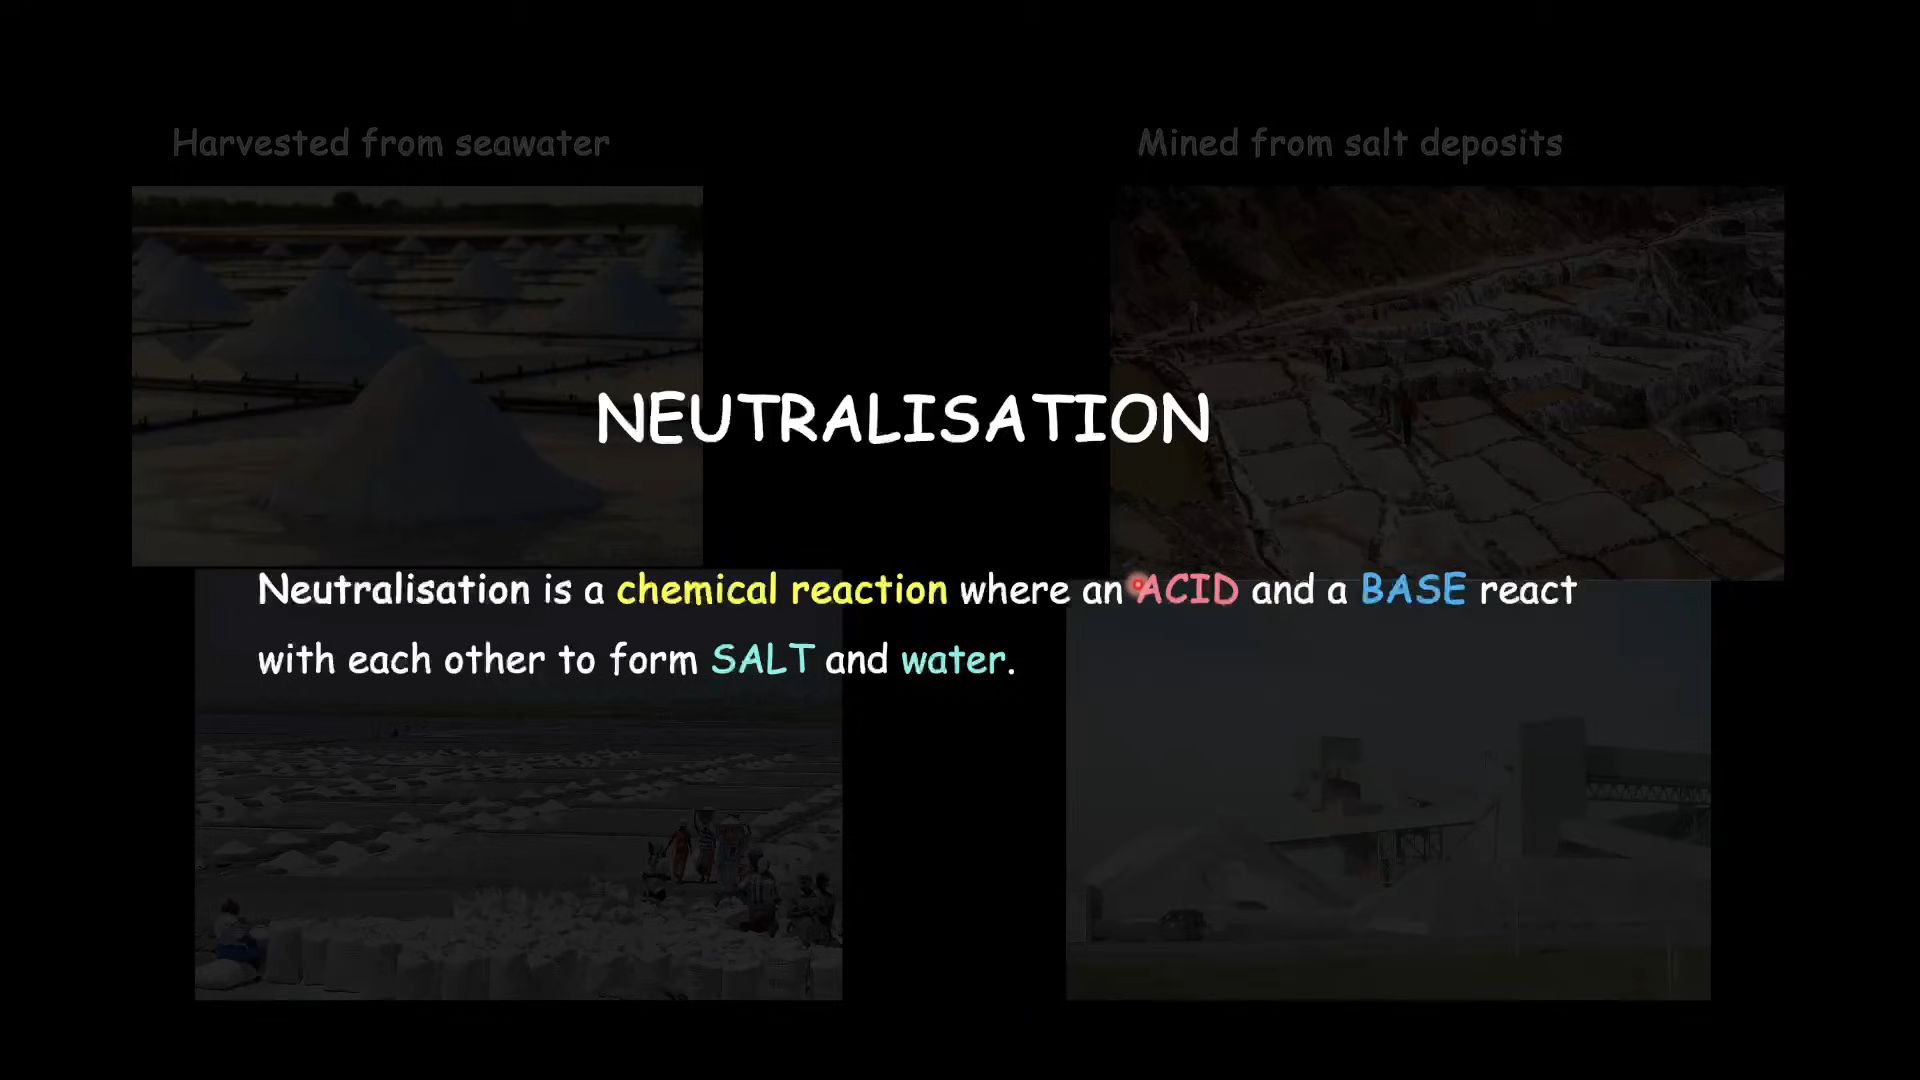 Harvested from seawater
Mined from salt deposits
NEUTRALISATION
Neutralisation is a chemical reaction where an ACID and a BASE react
with each other to form SALT and water.